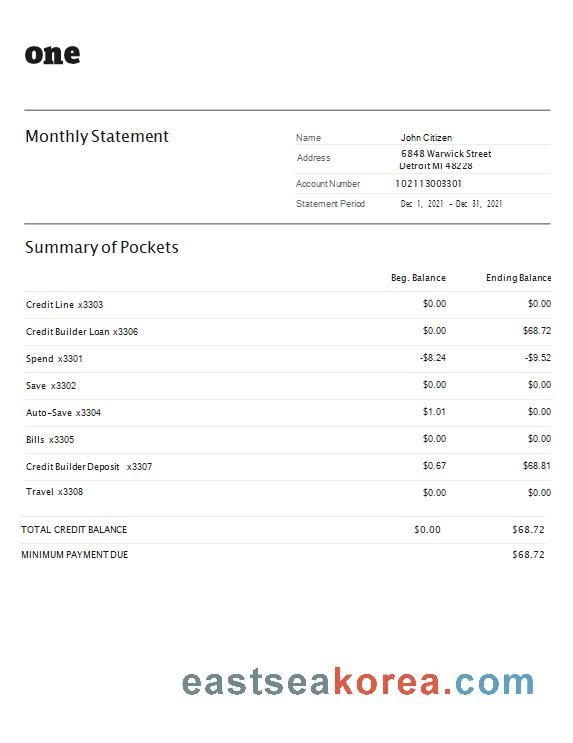 one
Monthly Statement
Name John Citizen
Address 6848 Warwick Street
Detroit MI 48228
Account Number 102113003301
Statement Period Dec 1, 2021 - Dec 31, 2021
Summary of Pockets
Beg. Balance Ending Balance
Credit Line x3303 $0.00 $0.00
Credit Builder Loan x3306 $0.00 $68.72
Spend x3301 -$8.24 -$9.52
Save x3302 $0.00 $0.00
Auto-Save x3304 $1.01 $0.00
Bills x3305 $0.00 $0.00
Credit Builder Deposit x3307 $0.67 $68.81
Travel x3308 $0.00 $0.00
TOTAL CREDIT BALANCE $0.00 $68.72
MINIMUM PAYMENT DUE $68.72
eastseakorea.com